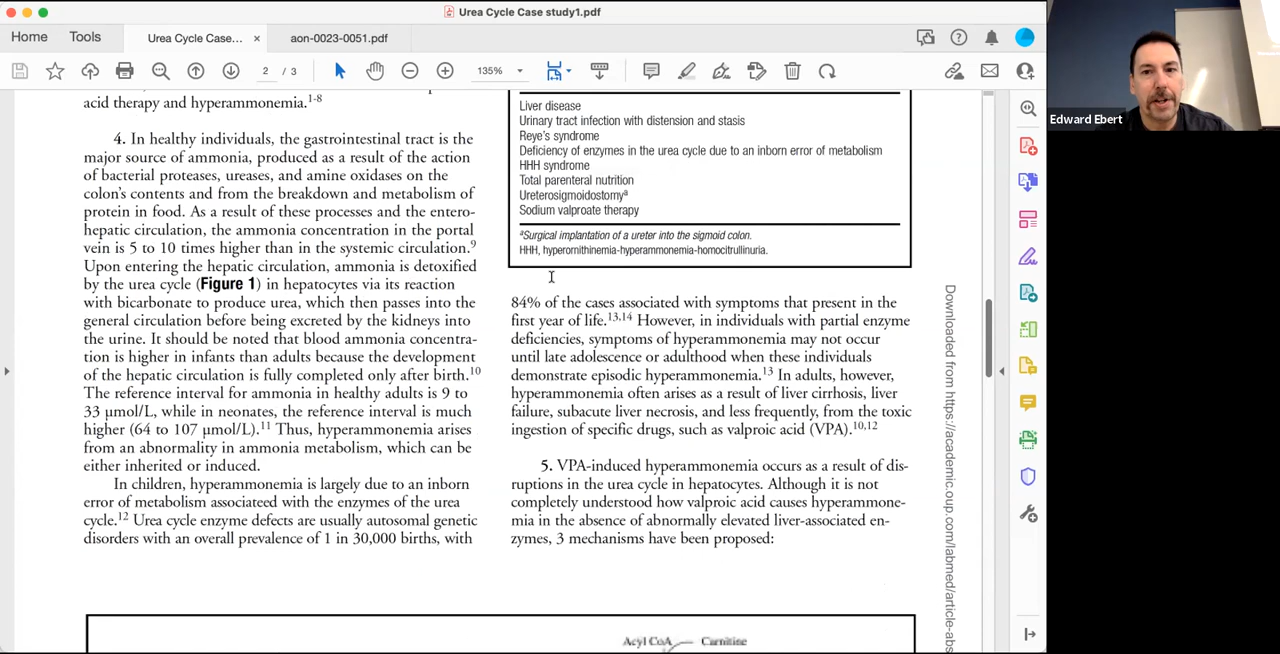 Urea Cycle Case study1.pdf
Home
Tools
Urea Cycle Case...
×
aon-0023-0051.pdf
2 / 3
135%
Edward Ebert
acid therapy and hyperammonemia.1-8
4. In healthy individuals, the gastrointestinal tract is the
major source of ammonia, produced as a result of the action
of bacterial proteases, ureases, and amine oxidases on the
colon's contents and from the breakdown and metabolism of
protein in food. As a result of these processes and the entero-
hepatic circulation, the ammonia concentration in the portal
vein is 5 to 10 times higher than in the systemic circulation.9
Upon entering the hepatic circulation, ammonia is detoxified
by the urea cycle (Figure 1) in hepatocytes via its reaction
with bicarbonate to produce urea, which then passes into the
general circulation before being excreted by the kidneys into
the urine. It should be noted that blood ammonia concentra-
tion is higher in infants than adults because the development
of the hepatic circulation is fully completed only after birth.10
The reference interval for ammonia in healthy adults is 9 to
33 μmol/L, while in neonates, the reference interval is much
higher (64 to 107 μmol/L).11 Thus, hyperammonemia arises
from an abnormality in ammonia metabolism, which can be
either inherited or induced.
In children, hyperammonemia is largely due to an inborn
error of metabolism associateed with the enzymes of the urea
cycle.12 Urea cycle enzyme defects are usually autosomal genetic
disorders with an overall prevalence of 1 in 30,000 births, with
Liver disease
Urinary tract infection with distension and stasis
Reye's syndrome
Deficiency of enzymes in the urea cycle due to an inborn error of metabolism
HHH syndrome
Total parenteral nutrition
Ureterosigmoidostomya
Sodium valproate therapy
aSurgical implantation of a ureter into the sigmoid colon.
HHH, hyperornithinemia-hyperammonemia-homocitrullinuria.
84% of the cases associated with symptoms that present in the
first year of life.13,14 However, in individuals with partial enzyme
deficiencies, symptoms of hyperammonemia may not occur
until late adolescence or adulthood when these individuals
demonstrate episodic hyperammonemia.13 In adults, however,
hyperammonemia often arises as a result of liver cirrhosis, liver
failure, subacute liver necrosis, and less frequently, from the toxic
ingestion of specific drugs, such as valproic acid (VPA).10,12
5. VPA-induced hyperammonemia occurs as a result of dis-
ruptions in the urea cycle in hepatocytes. Although it is not
completely understood how valproic acid causes hyperammone-
mia in the absence of abnormally elevated liver-associated en-
zymes, 3 mechanisms have been proposed:
Downloaded from https://academic.oup.com/labmed/article-abs
Acyl CoA
Carnitine